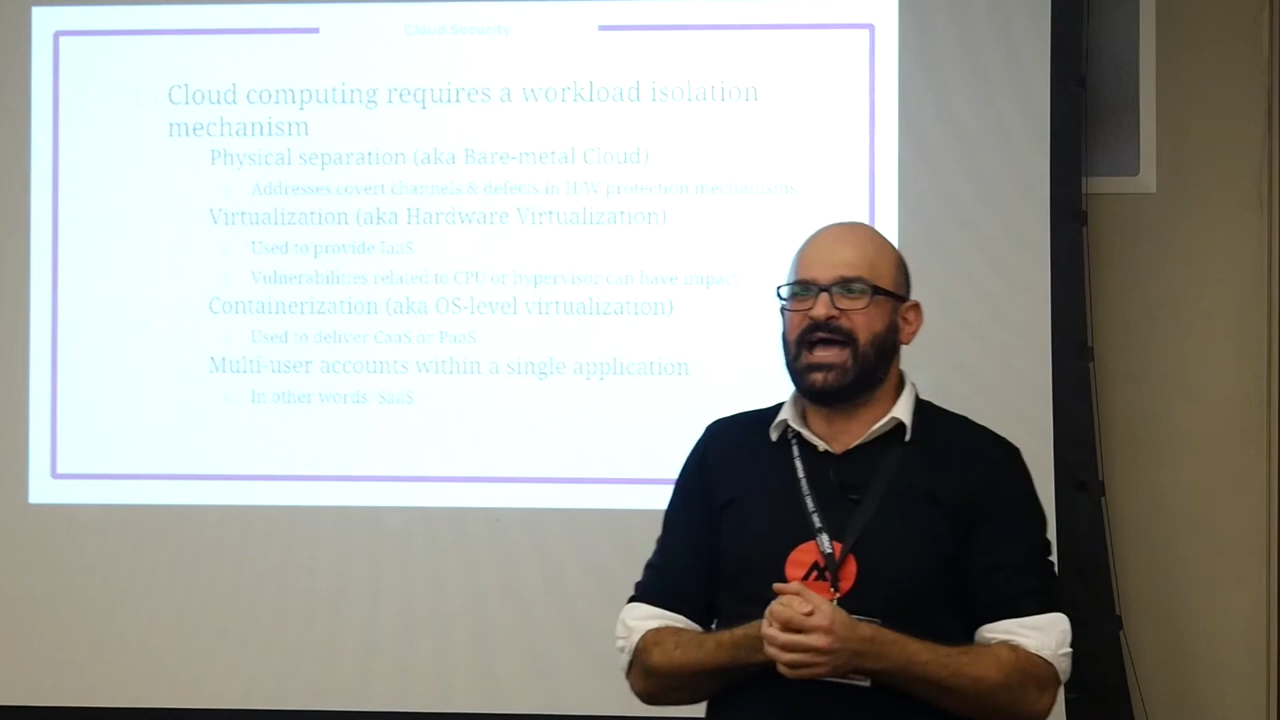 Cloud Security
Cloud computing requires a workload isolation
mechanism
Physical separation (aka Bare-metal Cloud)
Addresses covert channels & defects in H/W protection mechanisms
Virtualization (aka Hardware Virtualization)
Used to provide IaaS
Vulnerabilities related to CPU or hypervisor can have impact
Containerization (aka OS-level virtualization)
Used to deliver CaaS or PaaS
Multi-user accounts within a single application
In other words: SaaS